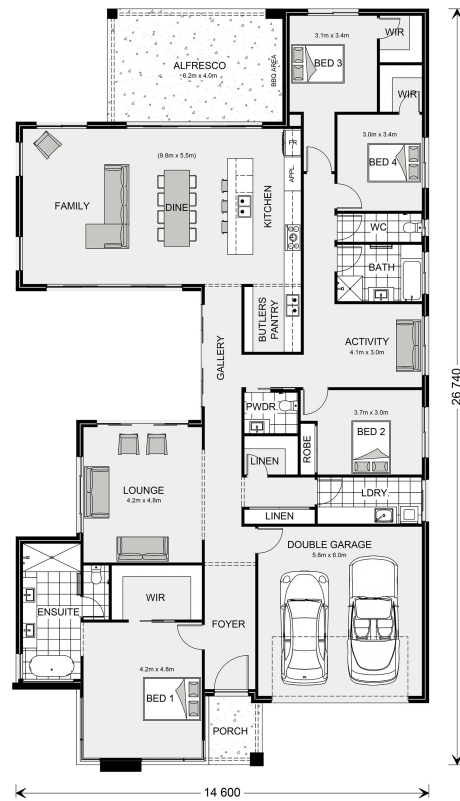 3.1m x 3.4m
WIR
BED 3
ALFRESCO
6.2m x 4.0m
BBQ AREA
WIR
3.0m x 3.4m
BED 4
(9.8m x 5.5m)
FR
APPL.
FAMILY
DINE
KITCHEN
WC
BATH
BUTLERS
PANTRY
GALLERY
ACTIVITY
4.1m x 3.0m
26 740
PWDR.
3.7m x 3.0m
BED 2
ROBE
LINEN
LOUNGE
4.2m x 4.8m
LDRY.
LINEN
DOUBLE GARAGE
5.8m x 6.0m
ENSUITE
WIR
FOYER
4.2m x 4.8m
BED 1
PORCH
14 600